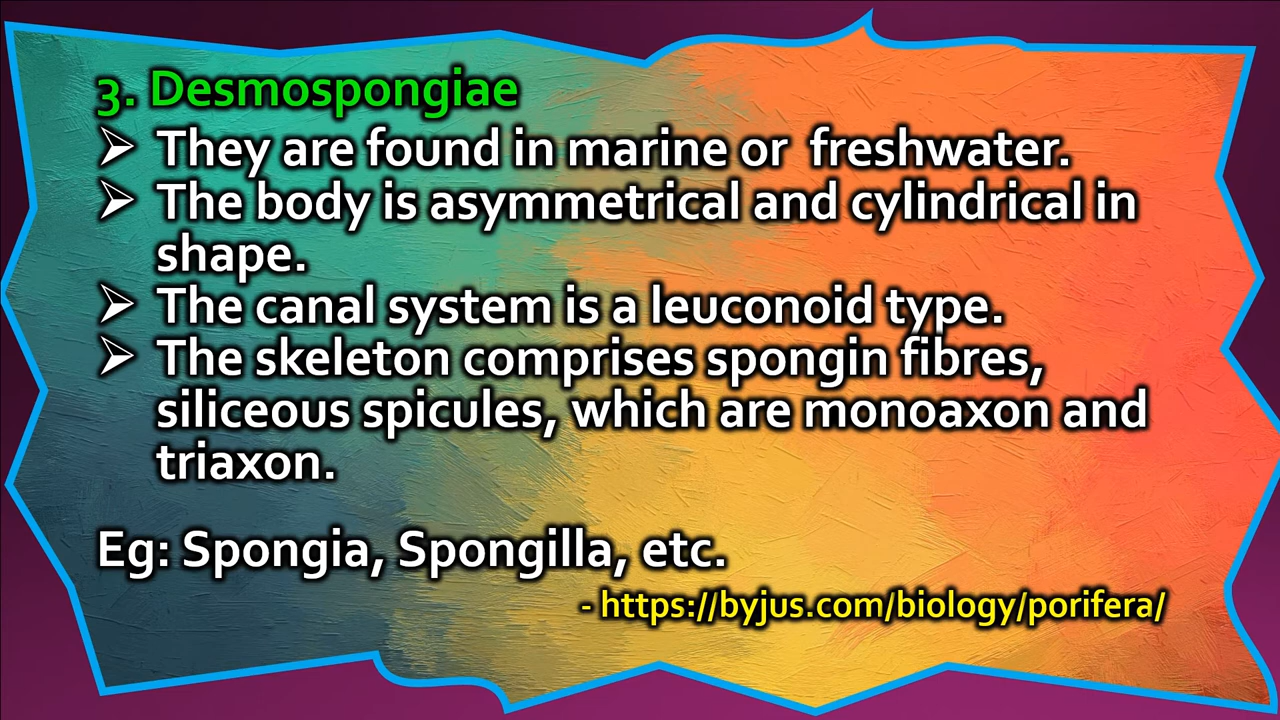 3. Desmospongiae
➢ They are found in marine or  freshwater.
➢ The body is asymmetrical and cylindrical in
shape.
➢ The canal system is a leuconoid type.
➢ The skeleton comprises spongin fibres,
siliceous spicules, which are monoaxon and
triaxon.
Eg: Spongia, Spongilla, etc.
- https://byjus.com/biology/porifera/